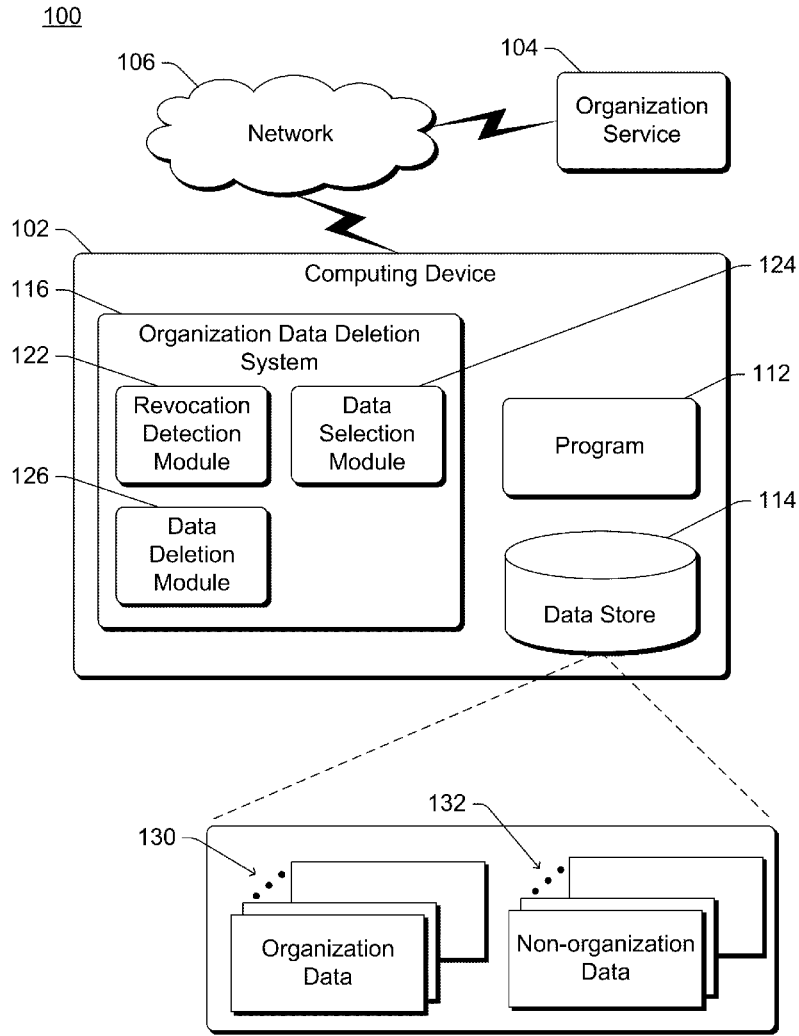 100
106
104
Network
Organization
Service
102
Computing Device
124
116
Organization Data Deletion
System
122
112
Revocation
Detection
Module
Data
Selection
Module
Program
126
114
Data
Deletion
Module
Data Store
132
130
Organization
Data
Non-organization
Data